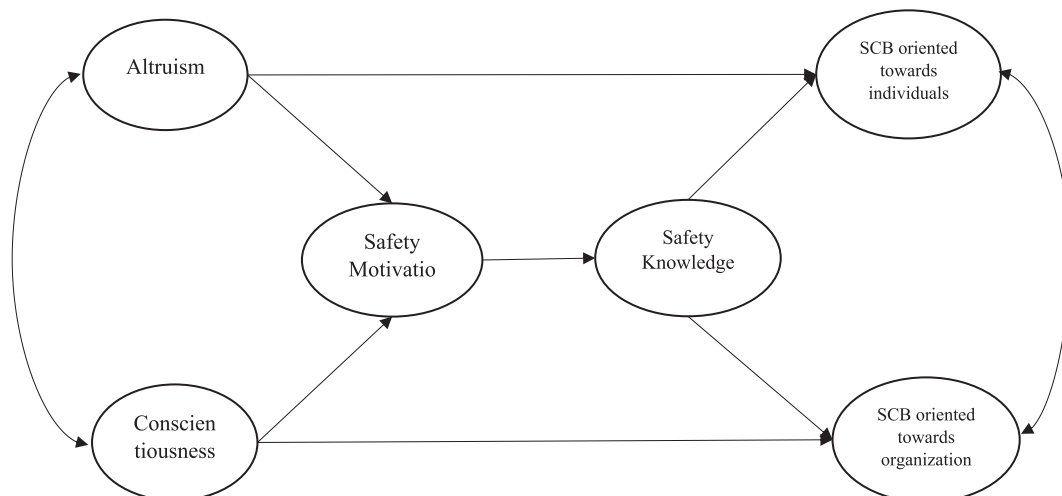 Altruism
SCB oriented
towards
individuals
Safety
Motivatio
Safety
Knowledge
Conscien
tiousness
SCB oriented
towards
organization